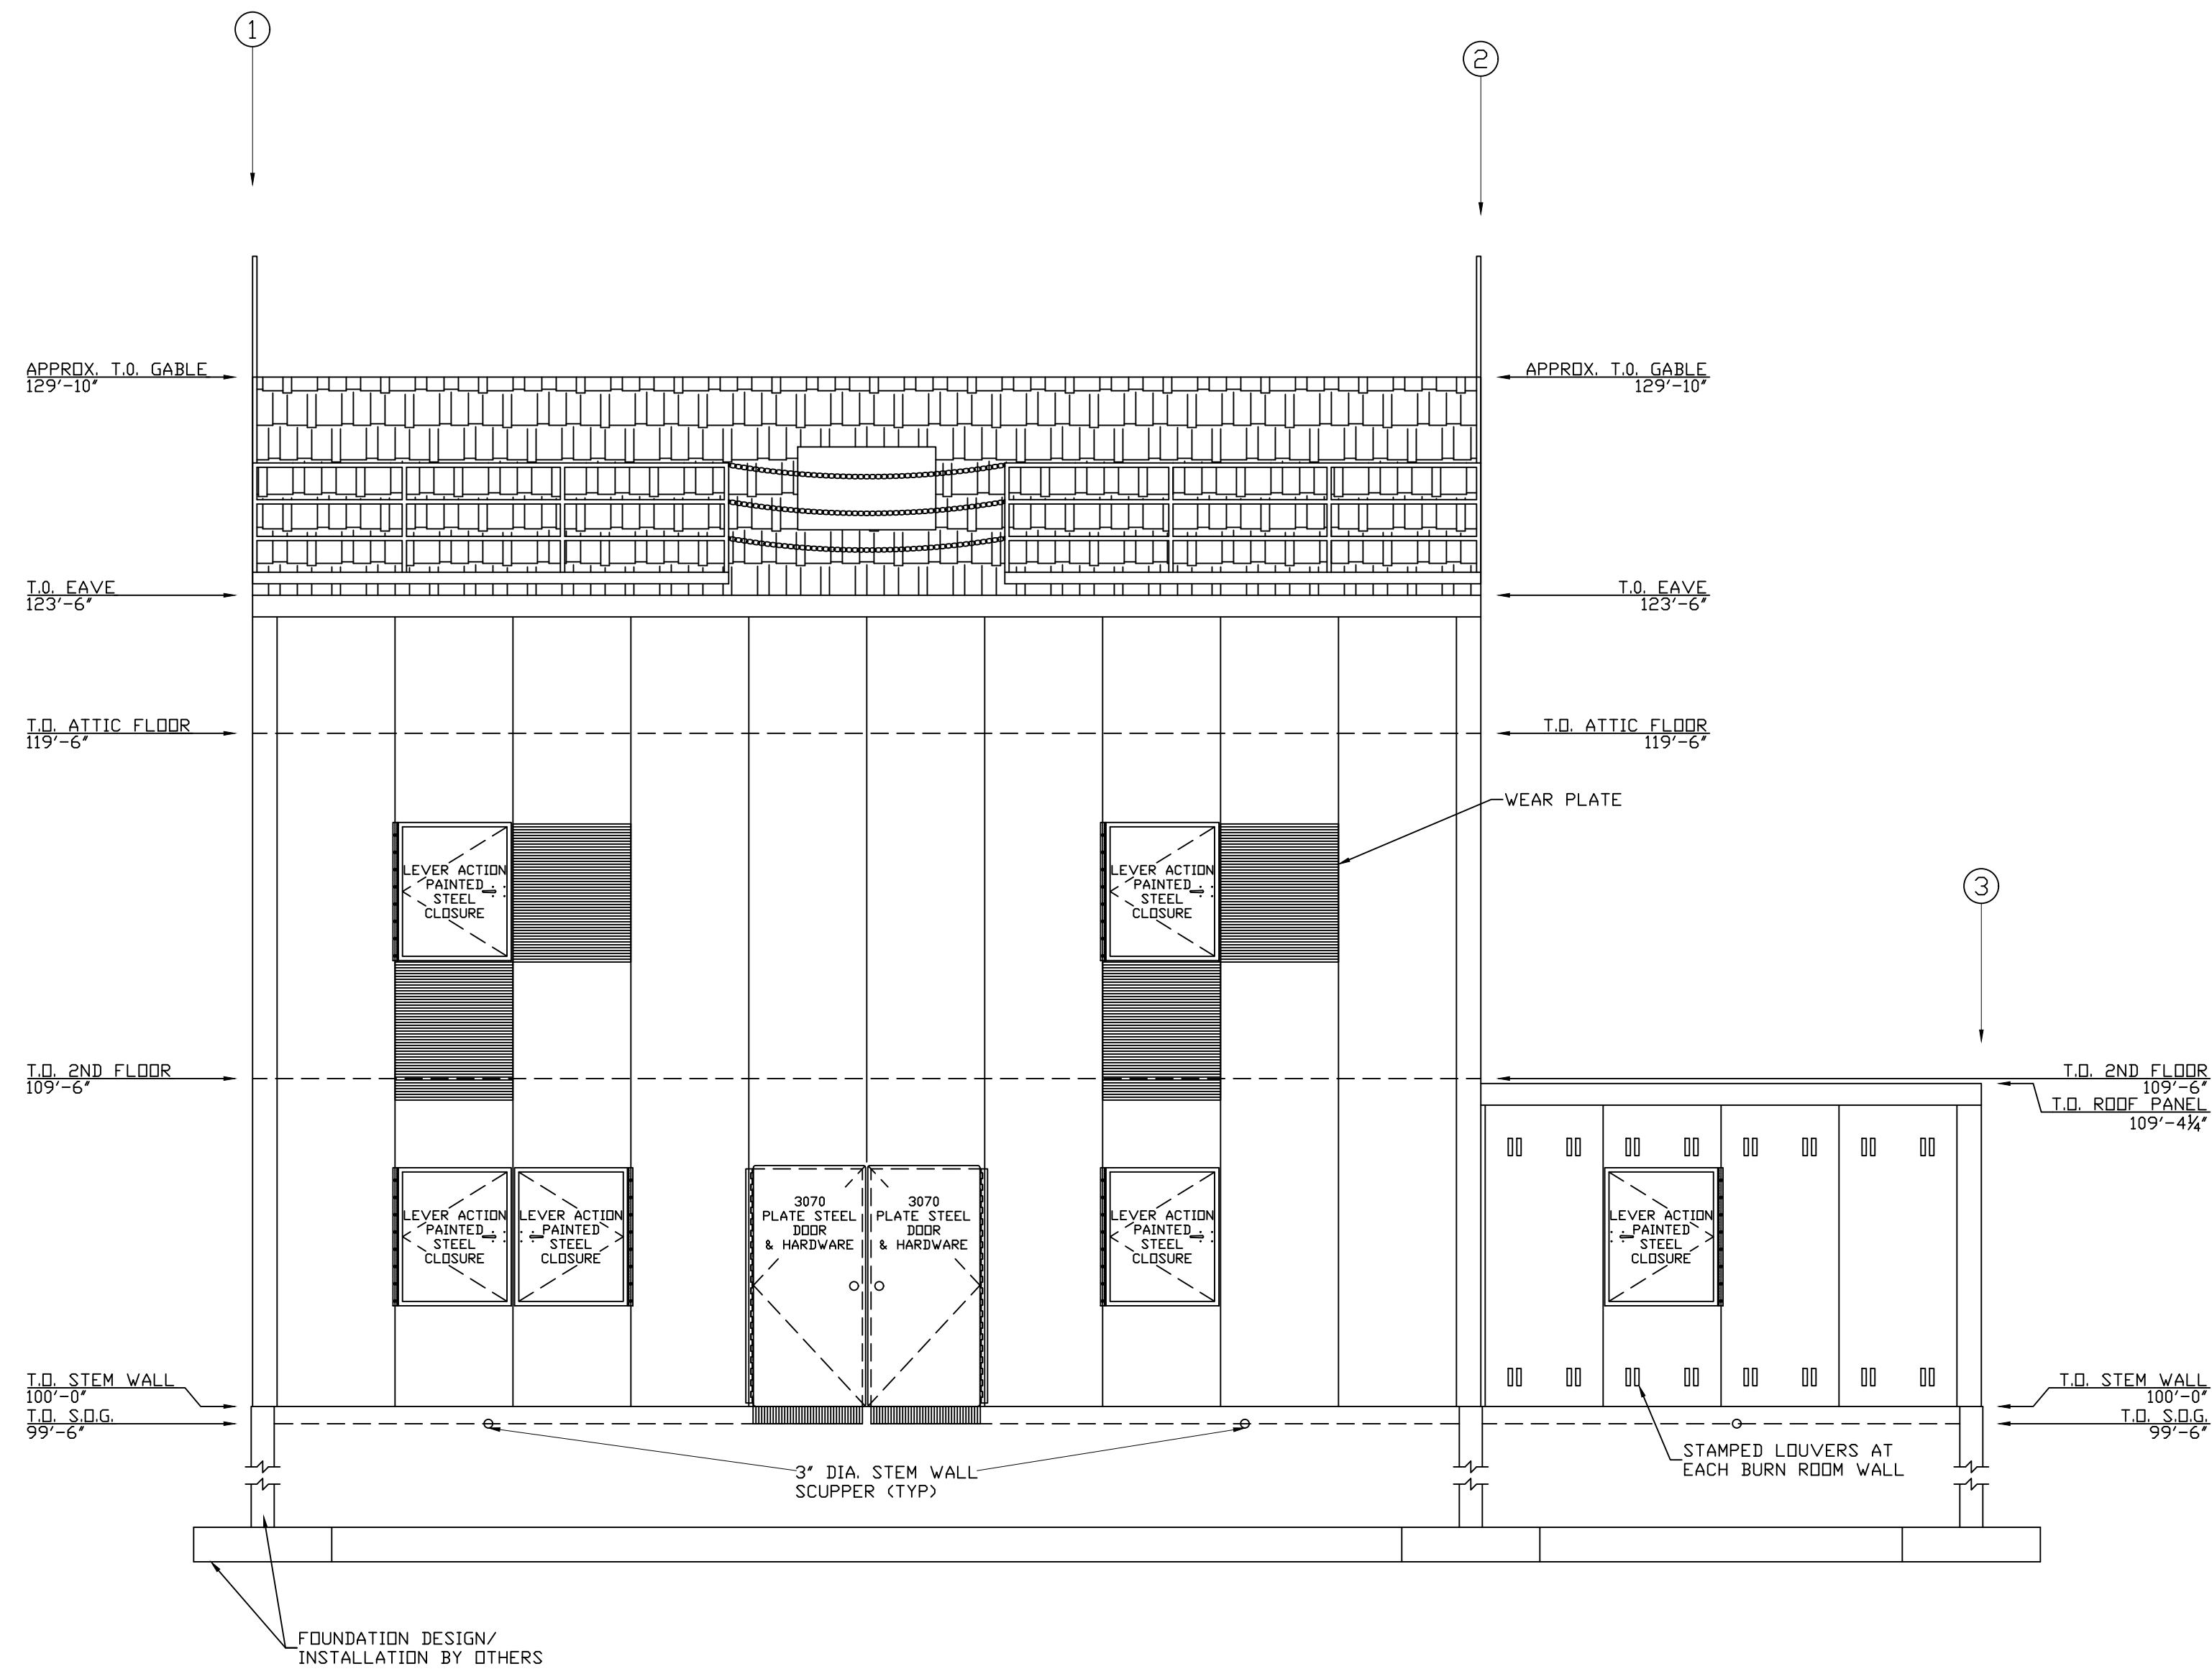 1
2
APPROX. T.O. GABLE
129'-10"
APPROX. T.O. GABLE
129'-10"
T.O. EAVE
123'-6"
T.O. EAVE
123'-6"
T.O. ATTIC FLOOR
119'-6"
T.O. ATTIC FLOOR
119'-6"
WEAR PLATE
LEVER ACTION
PAINTED
STEEL
CLOSURE
LEVER ACTION
PAINTED
STEEL
CLOSURE
3
T.O. 2ND FLOOR
109'-6"
T.O. 2ND FLOOR
109'-6"
T.O. ROOF PANEL
109'-4¼"
LEVER ACTION
PAINTED
STEEL
CLOSURE
LEVER ACTION
PAINTED
STEEL
CLOSURE
3070
PLATE STEEL
DOOR
& HARDWARE
3070
PLATE STEEL
DOOR
& HARDWARE
LEVER ACTION
PAINTED
STEEL
CLOSURE
LEVER ACTION
PAINTED
STEEL
CLOSURE
T.O. STEM WALL
100'-0"
T.O. S.O.G.
99'-6"
T.O. STEM WALL
100'-0"
T.O. S.O.G.
99'-6"
3" DIA. STEM WALL
SCUPPER (TYP)
STAMPED LOUVERS AT
EACH BURN ROOM WALL
FOUNDATION DESIGN/
INSTALLATION BY OTHERS